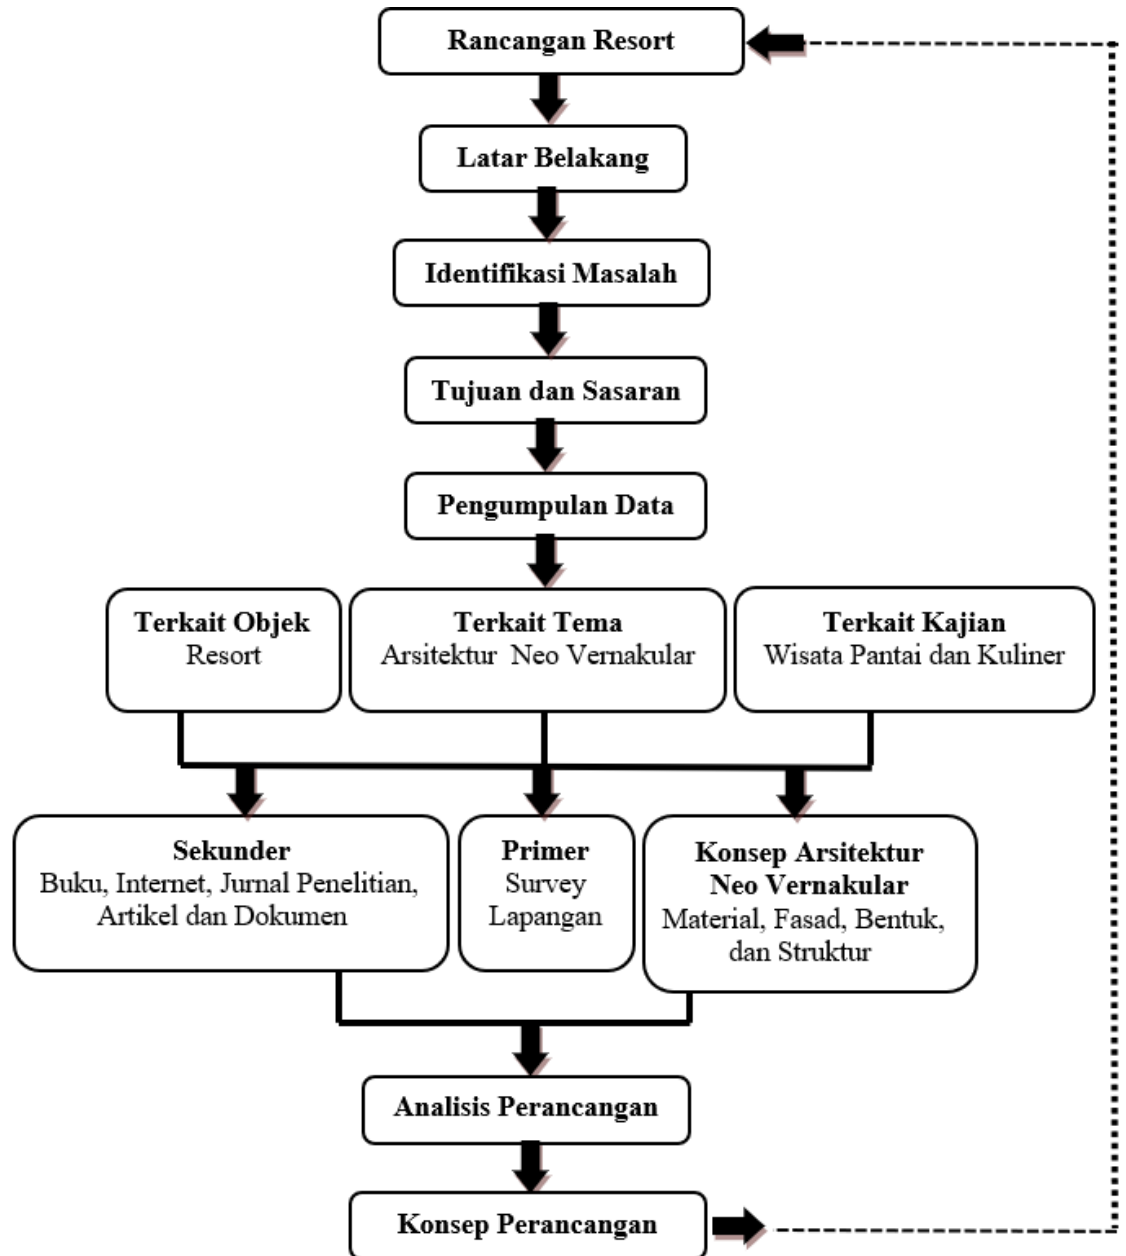 Rancangan Resort
Latar Belakang
Identifikasi Masalah
Tujuan dan Sasaran
Pengumpulan Data
Terkait Objek
Resort
Terkait Tema
Arsitektur Neo Vernakular
Terkait Kajian
Wisata Pantai dan Kuliner
Sekunder
Buku, Internet, Jurnal Penelitian,
Artikel dan Dokumen
Primer
Survey
Lapangan
Konsep Arsitektur
Neo Vernakular
Material, Fasad, Bentuk,
dan Struktur
Analisis Perancangan
Konsep Perancangan